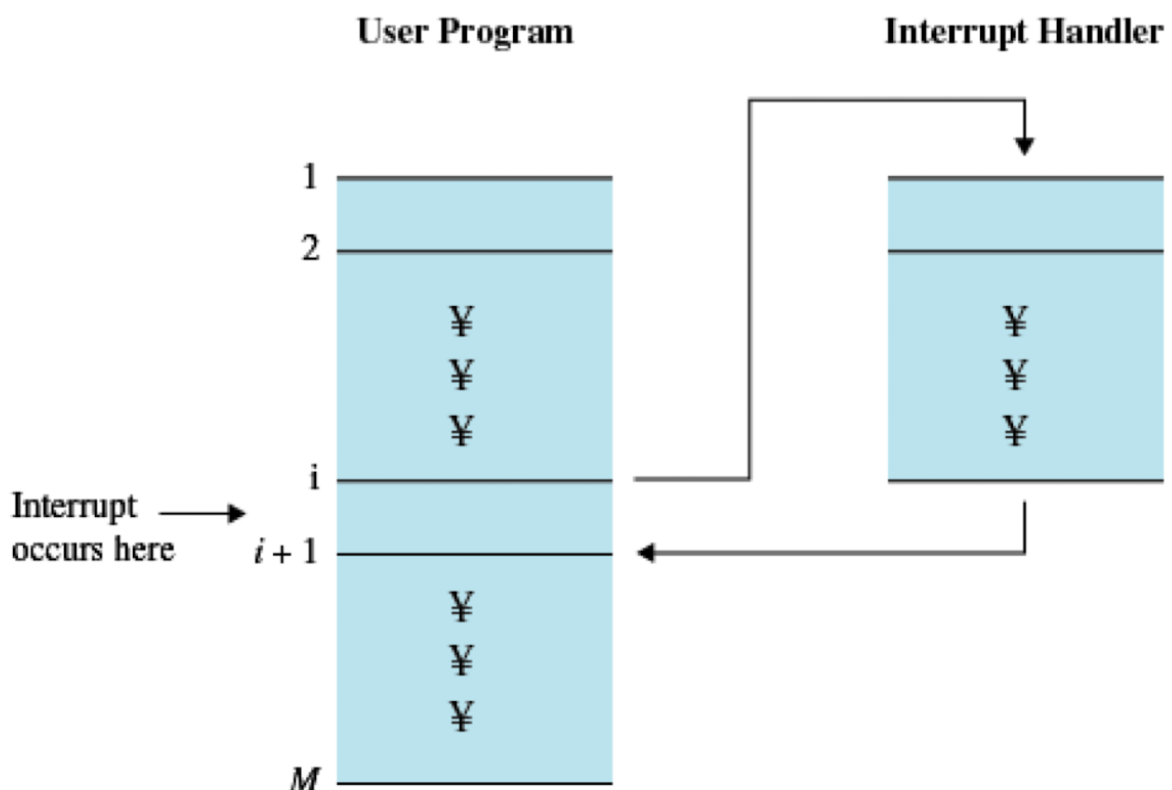 User Program
Interrupt Handler
1
2
¥
¥
¥
¥
¥
¥
i
Interrupt
occurs here
i + 1
¥
¥
¥
M